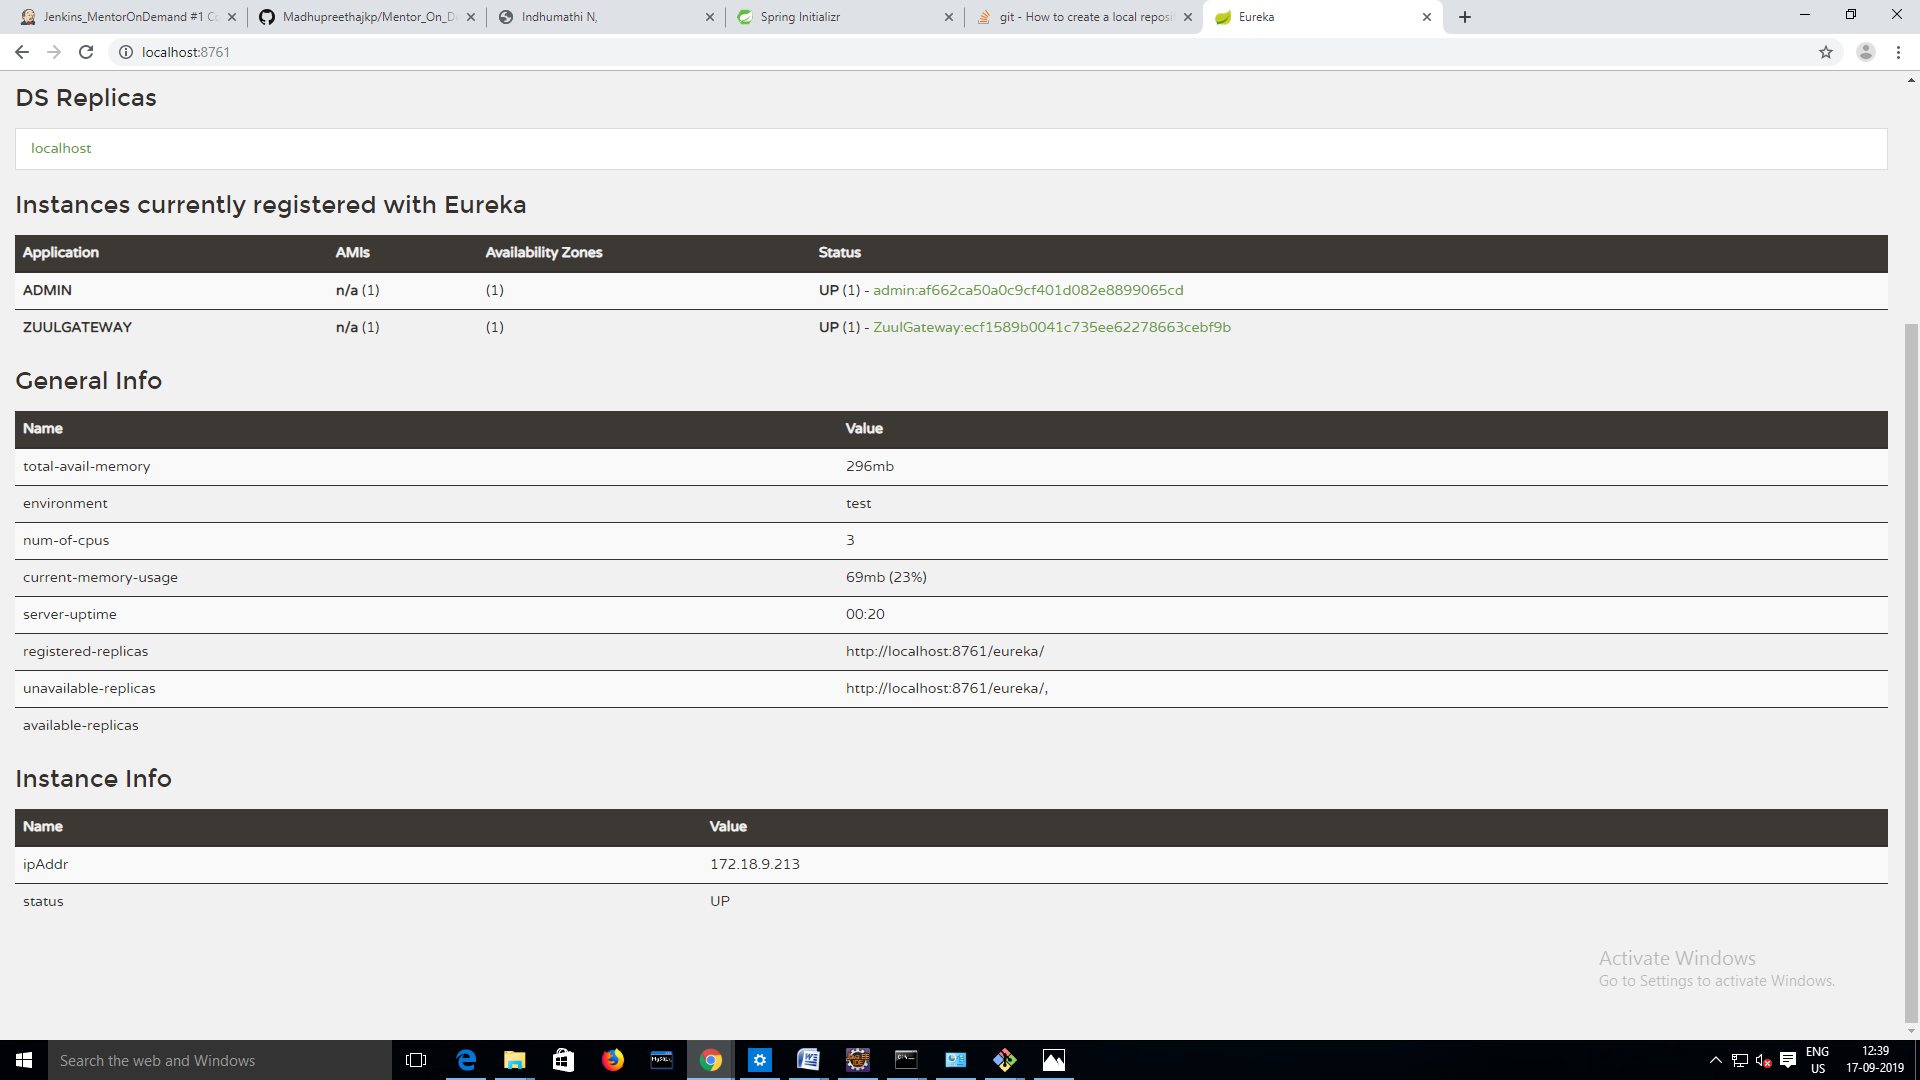 Jenkins_MentorOnDemand #1 Co
Madhupreethajkp/Mentor_On_D
Indhumathi N,
Spring Initializr
git - How to create a local reposi
Eureka
localhost:8761
DS Replicas
localhost
Instances currently registered with Eureka
Application AMIs Availability Zones Status
ADMIN n/a (1) (1) UP (1) - admin:af662ca50a0c9cf401d082e8899065cd
ZUULGATEWAY n/a (1) (1) UP (1) - ZuulGateway:ecf1589b0041c735ee62278663cebf9b
General Info
Name Value
total-avail-memory 296mb
environment test
num-of-cpus 3
current-memory-usage 69mb (23%)
server-uptime 00:20
registered-replicas http://localhost:8761/eureka/
unavailable-replicas http://localhost:8761/eureka/,
available-replicas
Instance Info
Name Value
ipAddr 172.18.9.213
status UP
Activate Windows
Go to Settings to activate Windows.
Search the web and Windows
ENG
US
12:39
17-09-2019